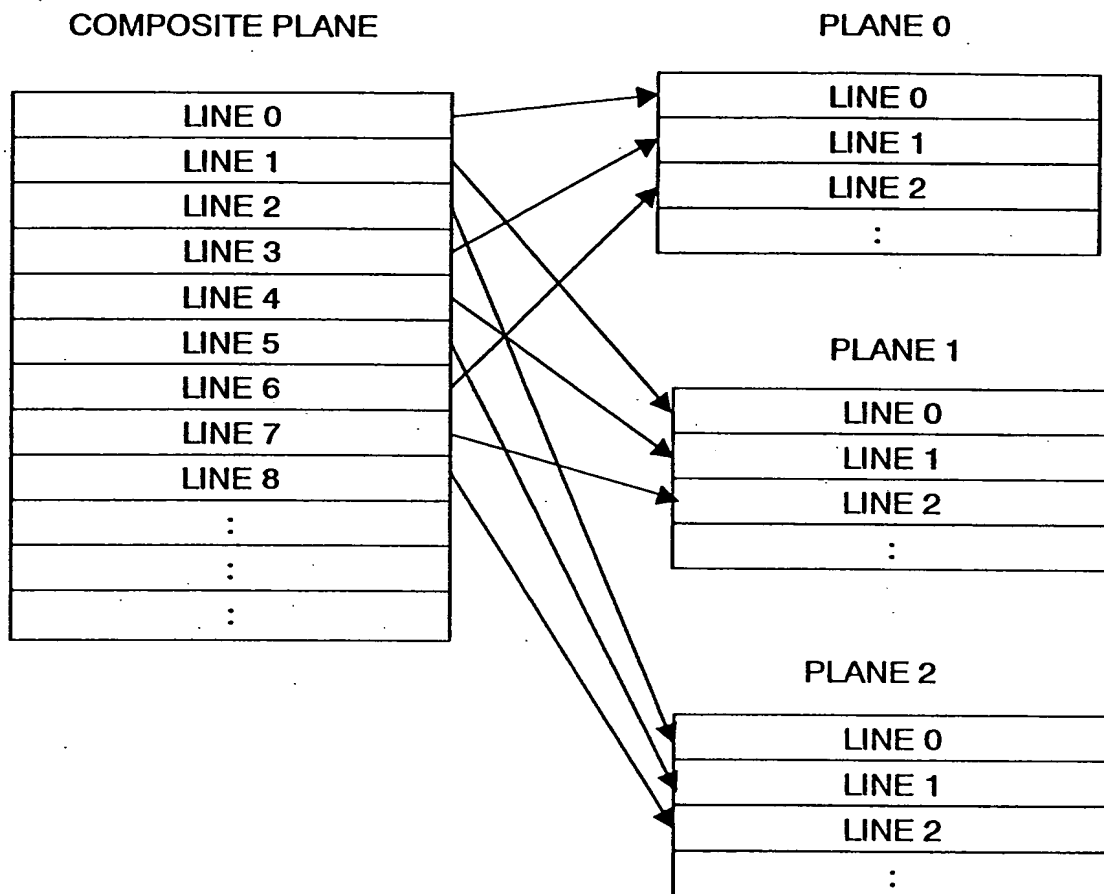 COMPOSITE PLANE
LINE 0
LINE 1
LINE 2
LINE 3
LINE 4
LINE 5
LINE 6
LINE 7
LINE 8
:
:
:
PLANE 0
LINE 0
LINE 1
LINE 2
:
PLANE 1
LINE 0
LINE 1
LINE 2
:
PLANE 2
LINE 0
LINE 1
LINE 2
: